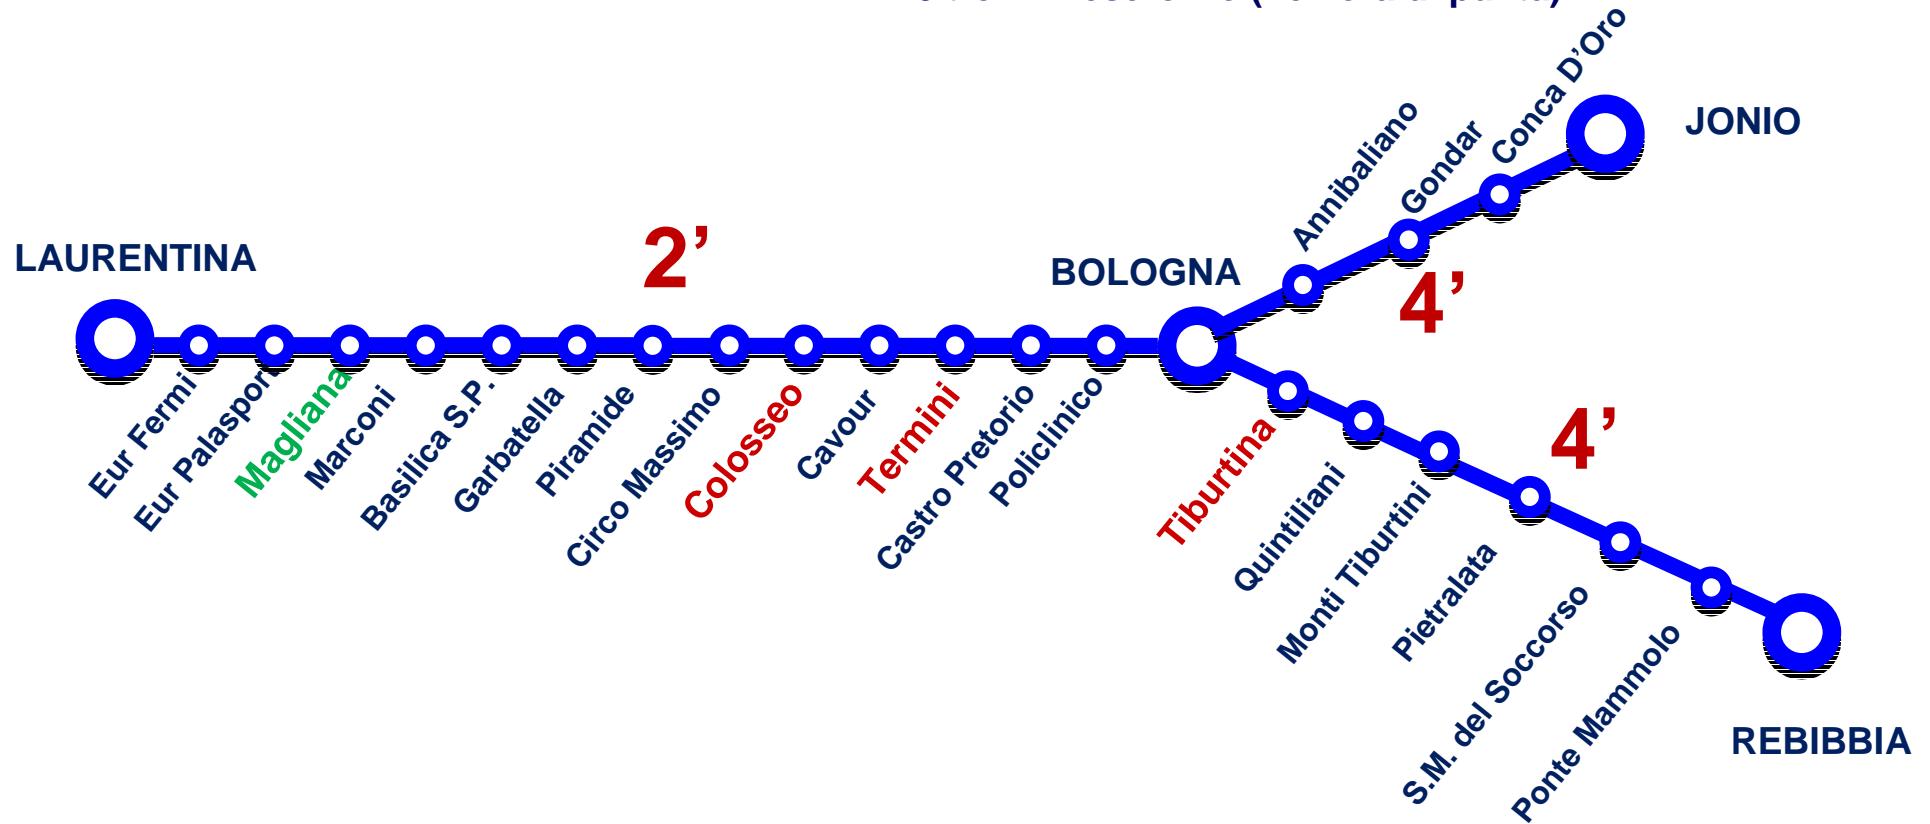 JONIO
Conca D'Oro
Gondar
Annibaliano
LAURENTINA
2'
BOLOGNA
4'
4'
Eur Fermi
Eur Palasport
Magliana
Marconi
Basilica S.P.
Garbatella
Piramide
Circo Massimo
Colosseo
Cavour
Termini
Castro Pretorio
Policlinico
Tiburtina
Quintiliani
Monti Tiburtini
Pietralata
S.M. del Soccorso
Ponte Mammolo
REBIBBIA